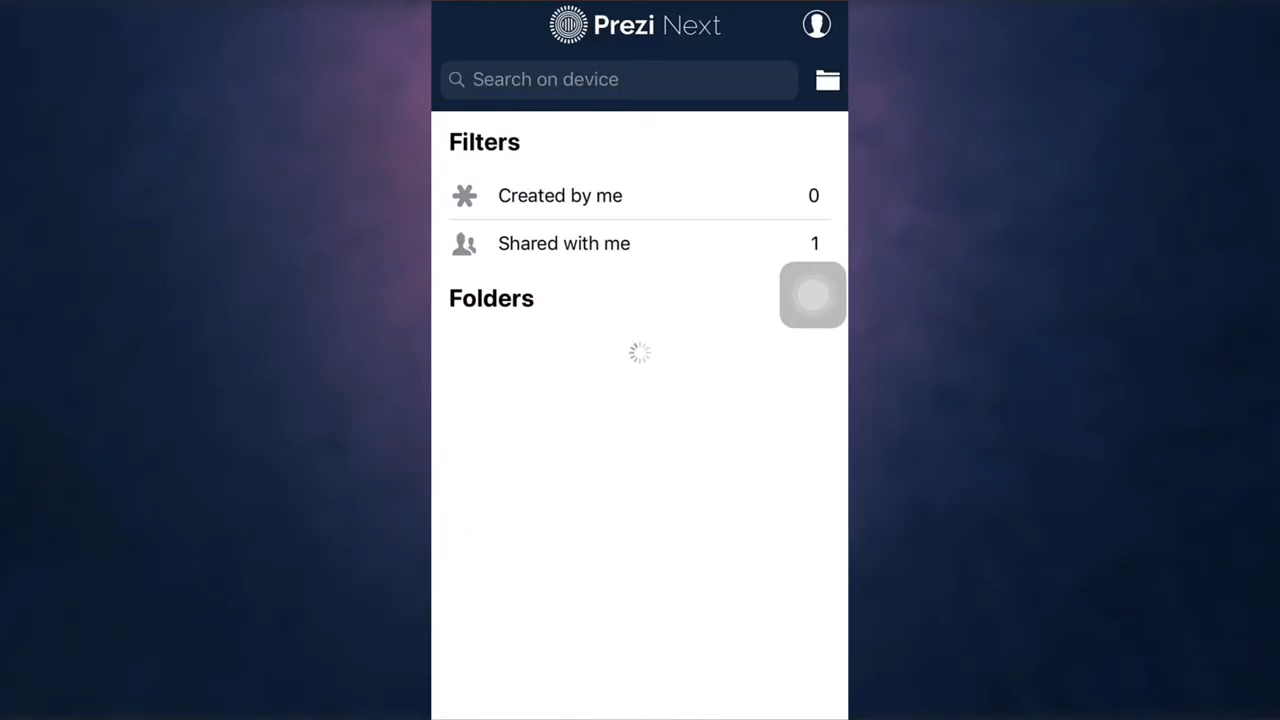 Prezi Next
Search on device
Filters
Created by me 0
Shared with me 1
Folders